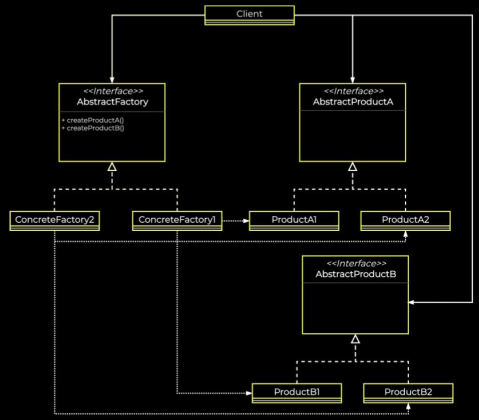 Client
<<Interface>>
AbstractFactory
+ createProductA()
+ createProductB()
<<Interface>>
AbstractProductA
ConcreteFactory2
ConcreteFactory1
ProductA1
ProductA2
<<Interface>>
AbstractProductB
ProductB1
ProductB2